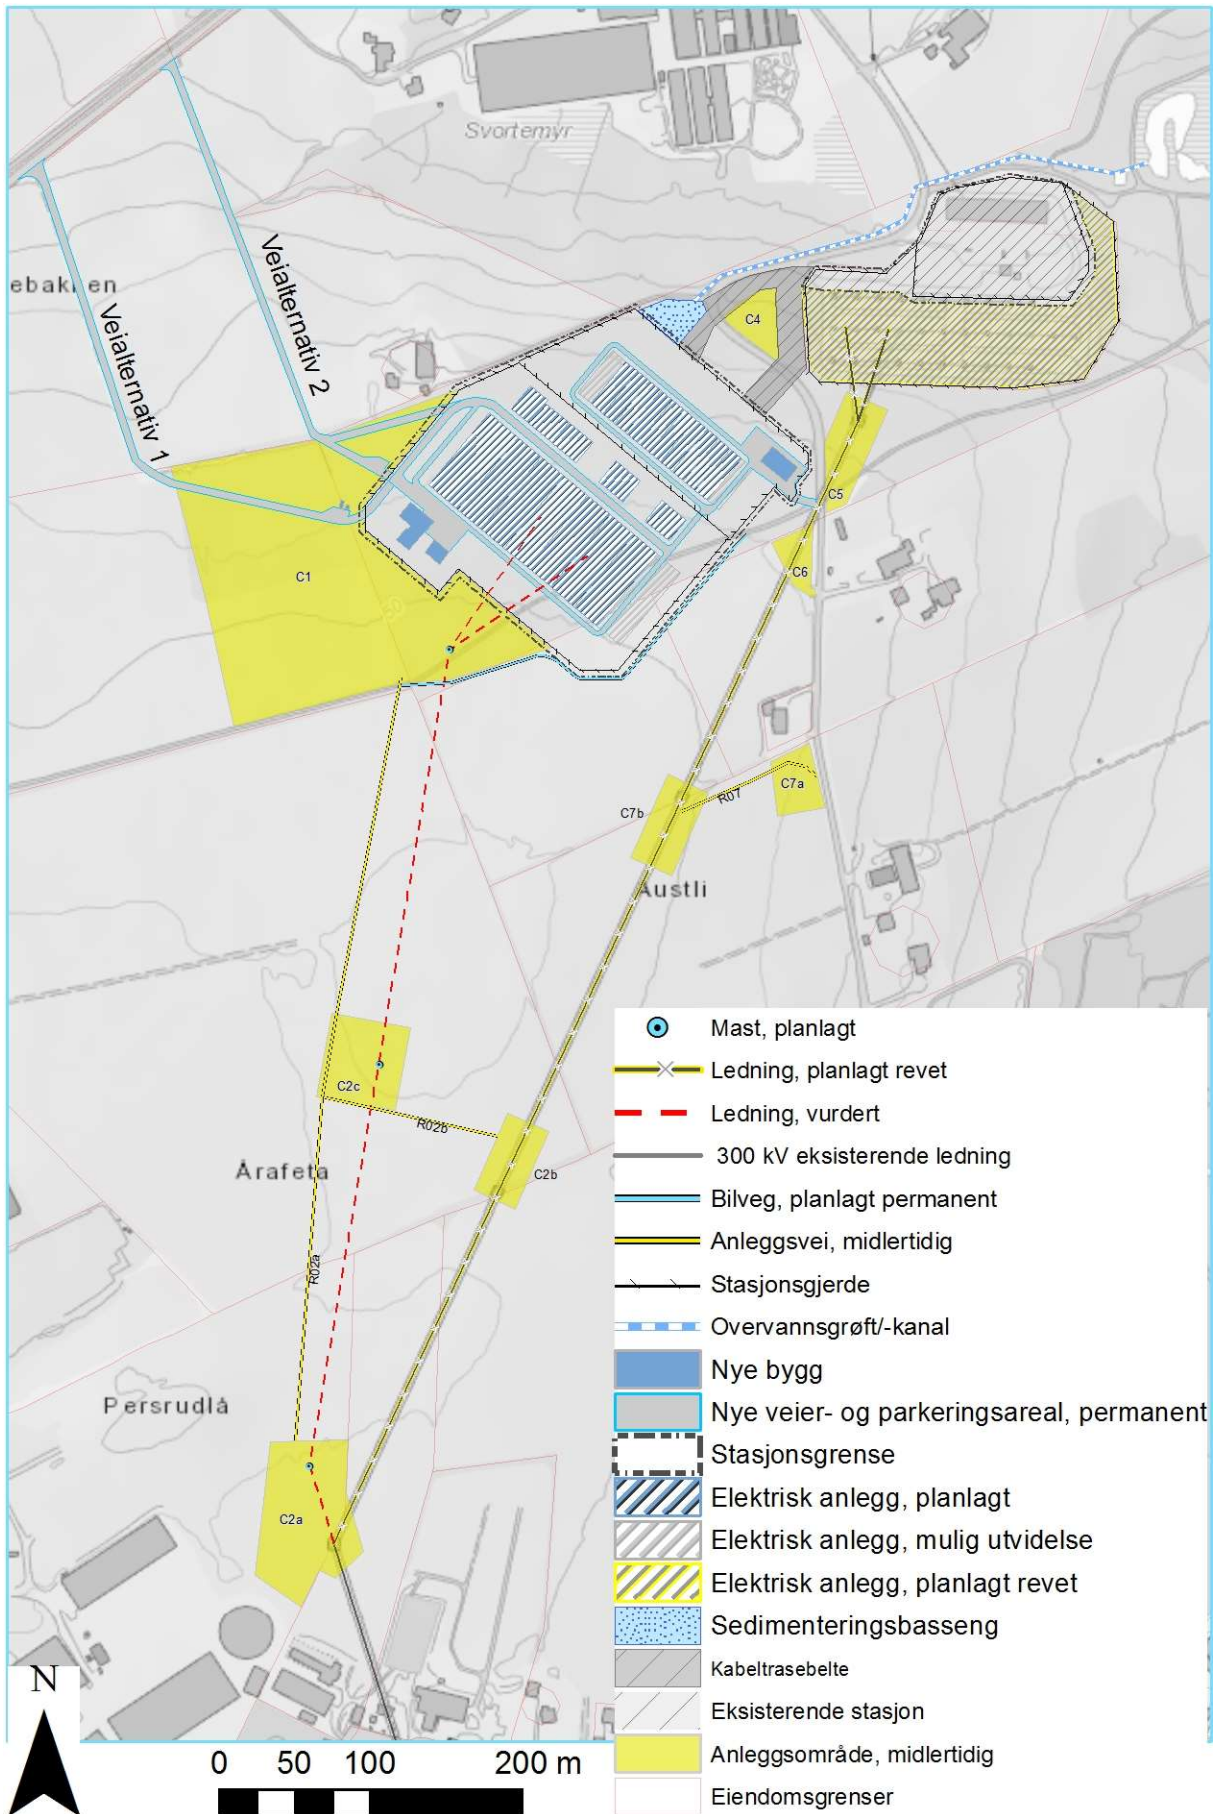 Svortemyr
ebakken
Veialternativ 1
Veialternativ 2
C4
C5
C6
C1
C7a
C7b
R07
Austli
C2c
R02b
C2b
Årafeta
R02a
Persrudlå
C2a
Mast, planlagt
Ledning, planlagt revet
Ledning, vurdert
300 kV eksisterende ledning
Bilveg, planlagt permanent
Anleggsvei, midlertidig
Stasjonsgjerde
Overvannsgrøft/-kanal
Nye bygg
Nye veier- og parkeringsareal, permanent
Stasjonsgrense
Elektrisk anlegg, planlagt
Elektrisk anlegg, mulig utvidelse
Elektrisk anlegg, planlagt revet
Sedimenteringsbasseng
Kabeltrasebelte
Eksisterende stasjon
Anleggsområde, midlertidig
Eiendomsgrenser
N
0 50 100 200 m